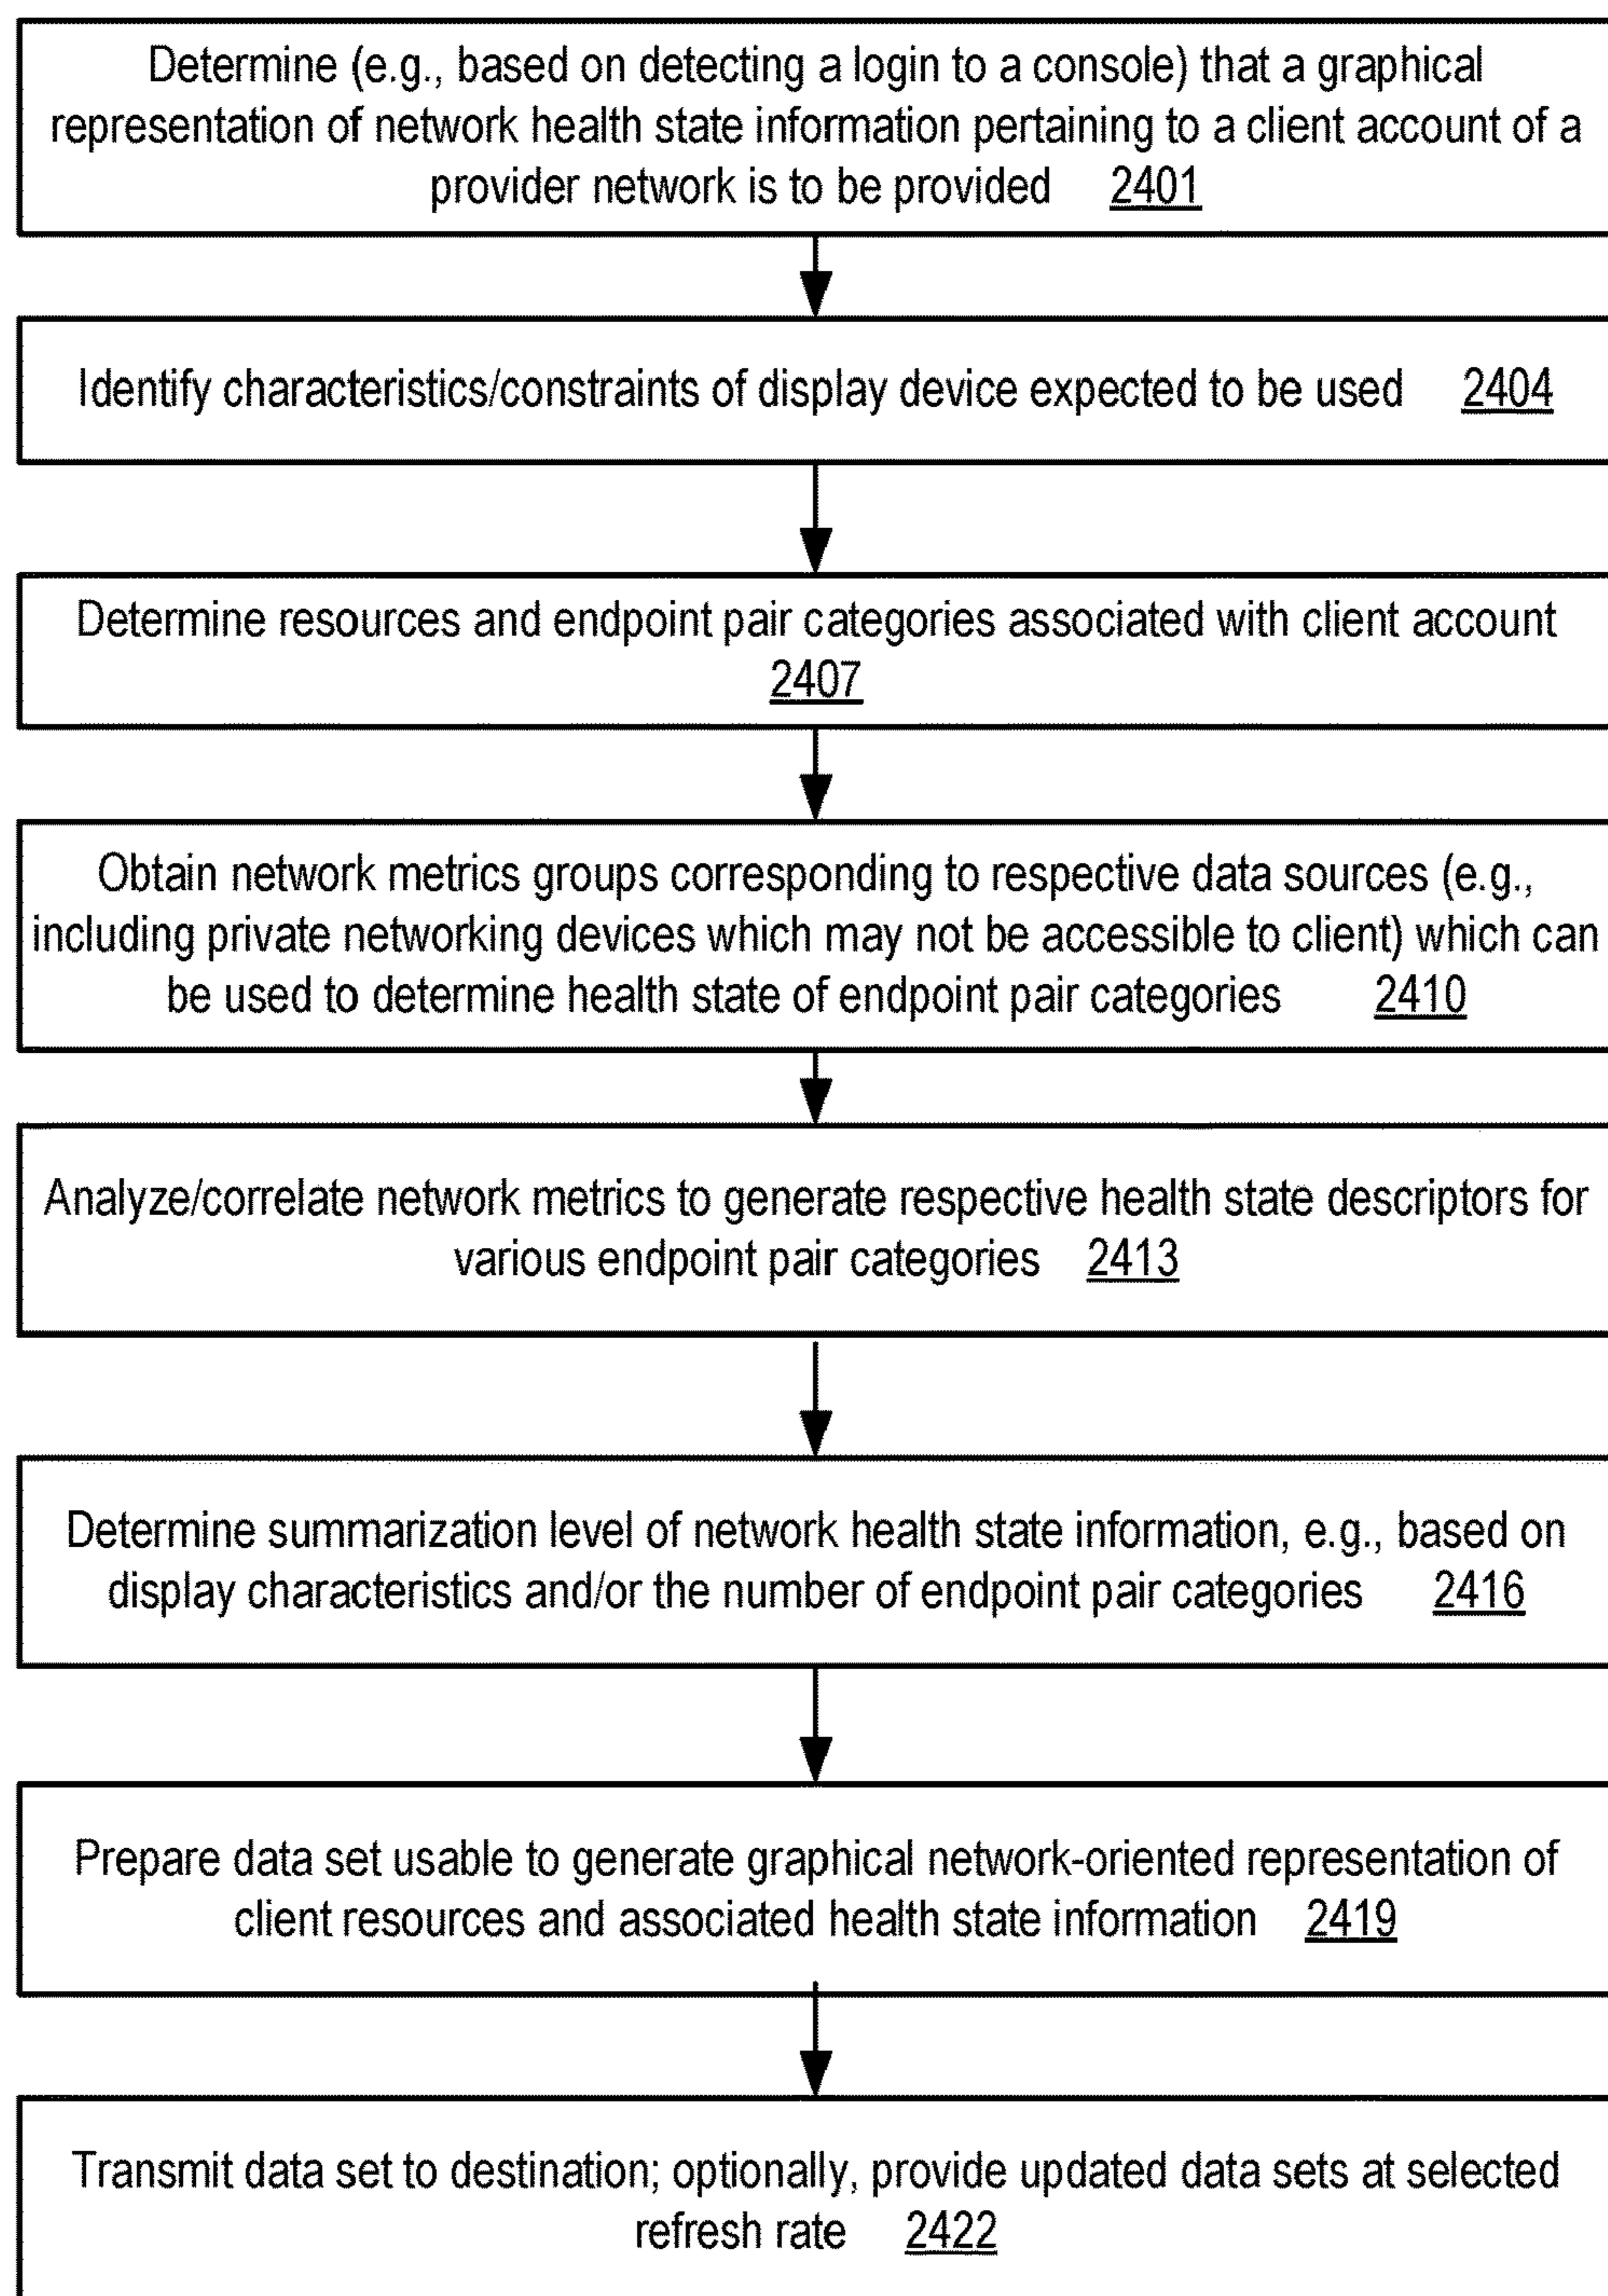 Determine (e.g., based on detecting a login to a console) that a graphical
representation of network health state information pertaining to a client account of a
provider network is to be provided 2401
Identify characteristics/constraints of display device expected to be used 2404
Determine resources and endpoint pair categories associated with client account
2407
Obtain network metrics groups corresponding to respective data sources (e.g.,
including private networking devices which may not be accessible to client) which can
be used to determine health state of endpoint pair categories 2410
Analyze/correlate network metrics to generate respective health state descriptors for
various endpoint pair categories 2413
Determine summarization level of network health state information, e.g., based on
display characteristics and/or the number of endpoint pair categories 2416
Prepare data set usable to generate graphical network-oriented representation of
client resources and associated health state information 2419
Transmit data set to destination; optionally, provide updated data sets at selected
refresh rate 2422